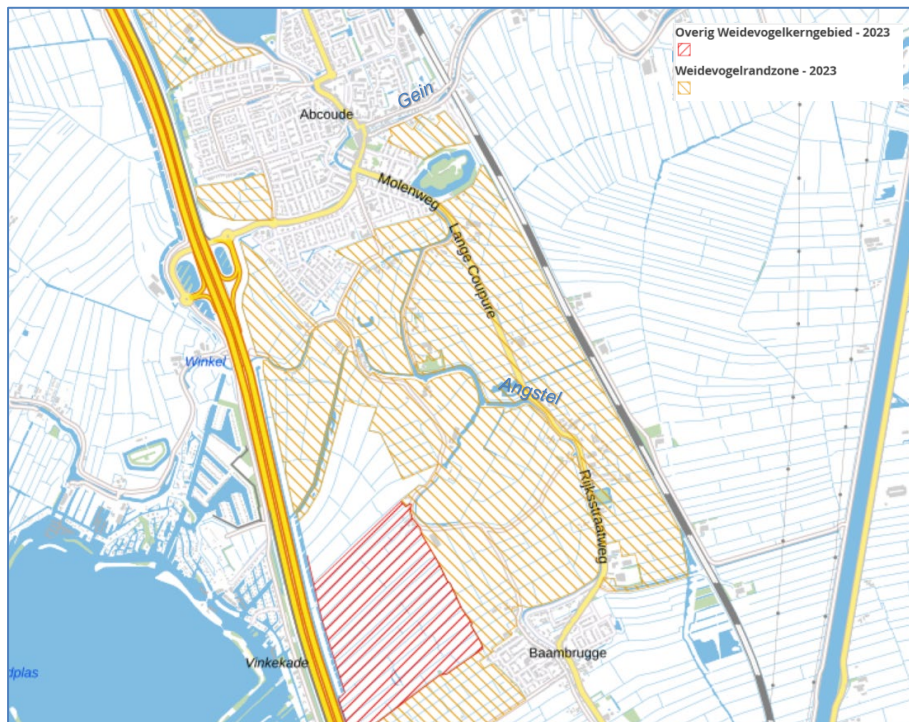 Overig Weidevogelkerngebied - 2023
Weidevogelrandzone - 2023
Gein
Abcoude
Molenweg
Lange Coupure
Winkel
Angstel
Rijksstraatweg
Baambrugge
Vinkekade
dplas